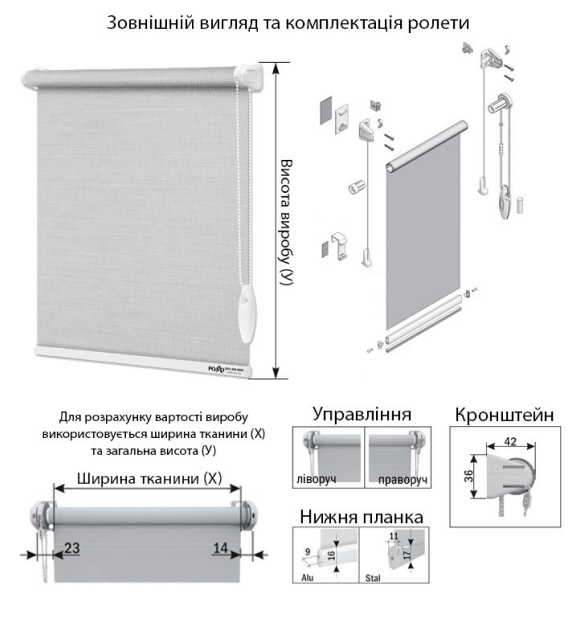 Зовнішній вигляд та комплектація ролети
Висота виробу (У)
Для розрахунку вартості виробу
використовується ширина тканини (Х)
та загальна висота (У)
Ширина тканини (Х)
23
14
Управління
ліворуч
праворуч
Нижня планка
9
16
Alu
11
17
Stal
Кронштейн
42
36